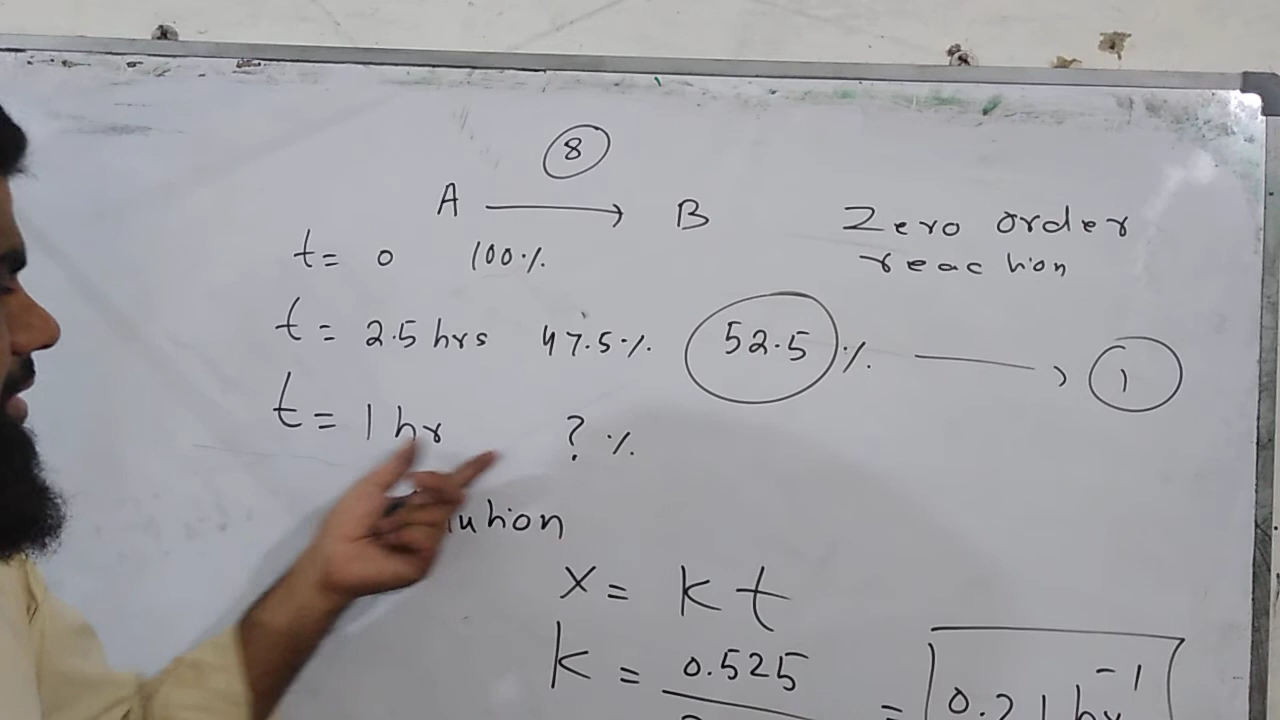 8
A → B
Zero order
reaction
t = 0 100%
t = 2.5 hrs 47.5% 52.5% → 1
t = 1 hr ? %
x = kt
K = 0.525 = 0.21 hr⁻¹